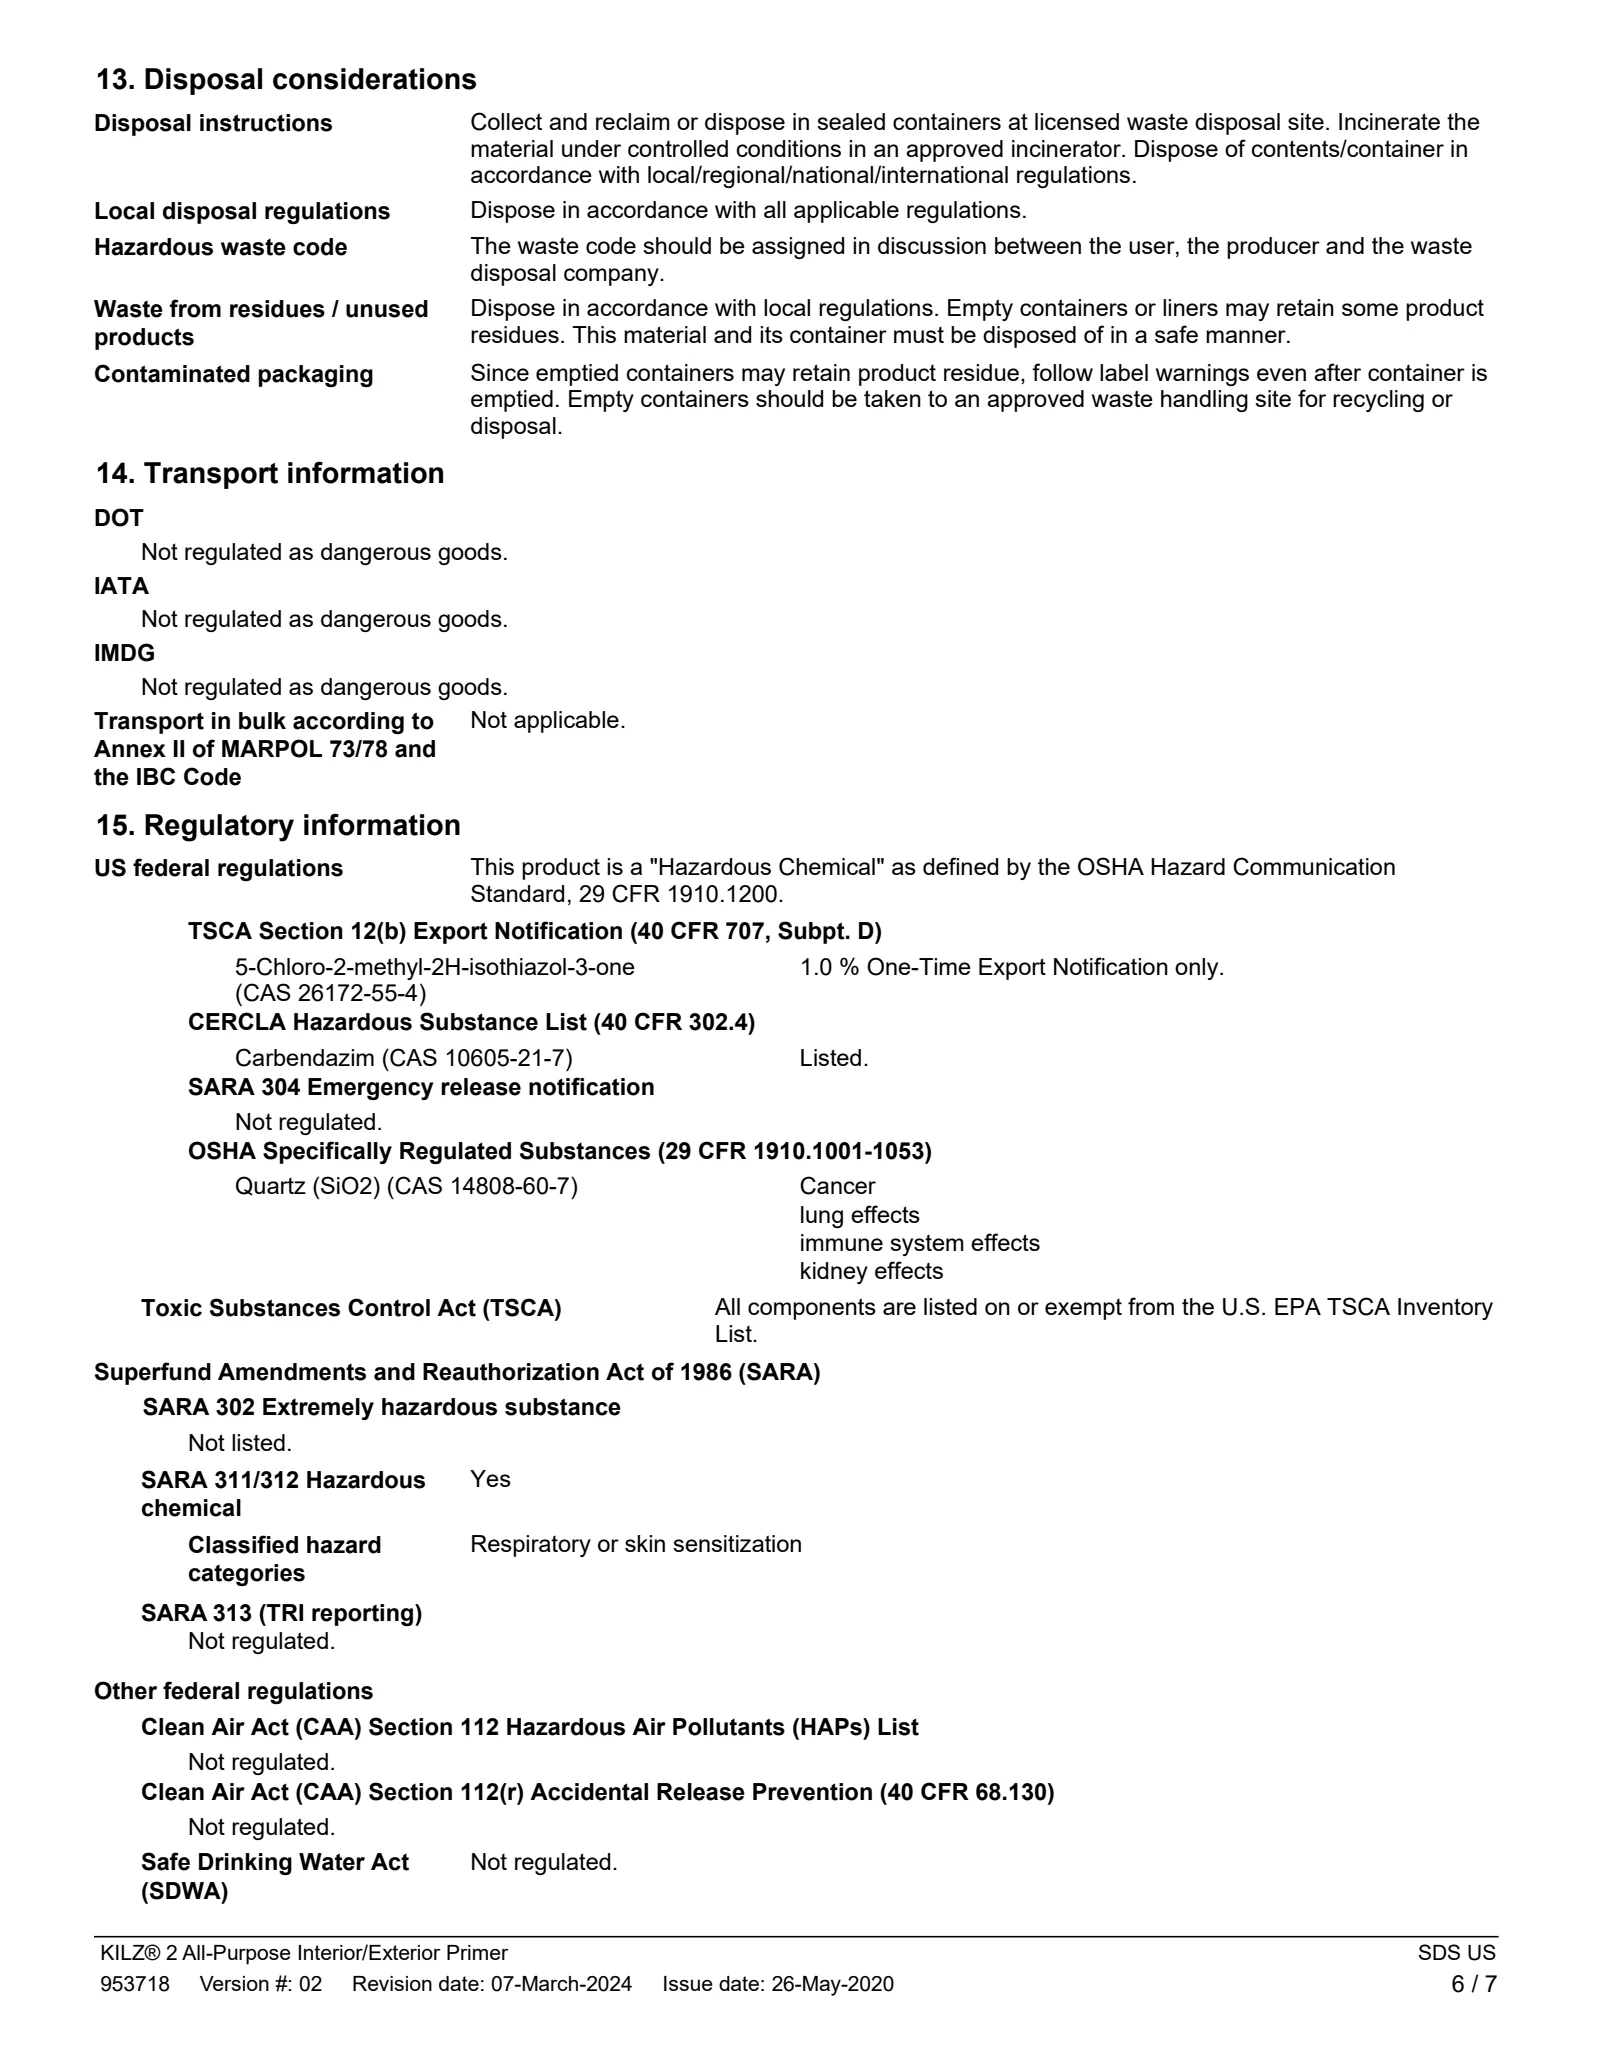 13. Disposal considerations
Disposal instructions Collect and reclaim or dispose in sealed containers at licensed waste disposal site. Incinerate the
material under controlled conditions in an approved incinerator. Dispose of contents/container in
accordance with local/regional/national/international regulations.
Local disposal regulations Dispose in accordance with all applicable regulations.
Hazardous waste code The waste code should be assigned in discussion between the user, the producer and the waste
disposal company.
Waste from residues / unused Dispose in accordance with local regulations. Empty containers or liners may retain some product
products residues. This material and its container must be disposed of in a safe manner.
Contaminated packaging Since emptied containers may retain product residue, follow label warnings even after container is
emptied. Empty containers should be taken to an approved waste handling site for recycling or
disposal.
14. Transport information
DOT
Not regulated as dangerous goods.
IATA
Not regulated as dangerous goods.
IMDG
Not regulated as dangerous goods.
Transport in bulk according to Not applicable.
Annex II of MARPOL 73/78 and
the IBC Code
15. Regulatory information
US federal regulations This product is a "Hazardous Chemical" as defined by the OSHA Hazard Communication
Standard, 29 CFR 1910.1200.
TSCA Section 12(b) Export Notification (40 CFR 707, Subpt. D)
5-Chloro-2-methyl-2H-isothiazol-3-one 1.0 % One-Time Export Notification only.
(CAS 26172-55-4)
CERCLA Hazardous Substance List (40 CFR 302.4)
Carbendazim (CAS 10605-21-7) Listed.
SARA 304 Emergency release notification
Not regulated.
OSHA Specifically Regulated Substances (29 CFR 1910.1001-1053)
Quartz (SiO2) (CAS 14808-60-7) Cancer
lung effects
immune system effects
kidney effects
Toxic Substances Control Act (TSCA) All components are listed on or exempt from the U.S. EPA TSCA Inventory
List.
Superfund Amendments and Reauthorization Act of 1986 (SARA)
SARA 302 Extremely hazardous substance
Not listed.
SARA 311/312 Hazardous Yes
chemical
Classified hazard Respiratory or skin sensitization
categories
SARA 313 (TRI reporting)
Not regulated.
Other federal regulations
Clean Air Act (CAA) Section 112 Hazardous Air Pollutants (HAPs) List
Not regulated.
Clean Air Act (CAA) Section 112(r) Accidental Release Prevention (40 CFR 68.130)
Not regulated.
Safe Drinking Water Act Not regulated.
(SDWA)
KILZ® 2 All-Purpose Interior/Exterior Primer SDS US
953718 Version #: 02 Revision date: 07-March-2024 Issue date: 26-May-2020 6 / 7